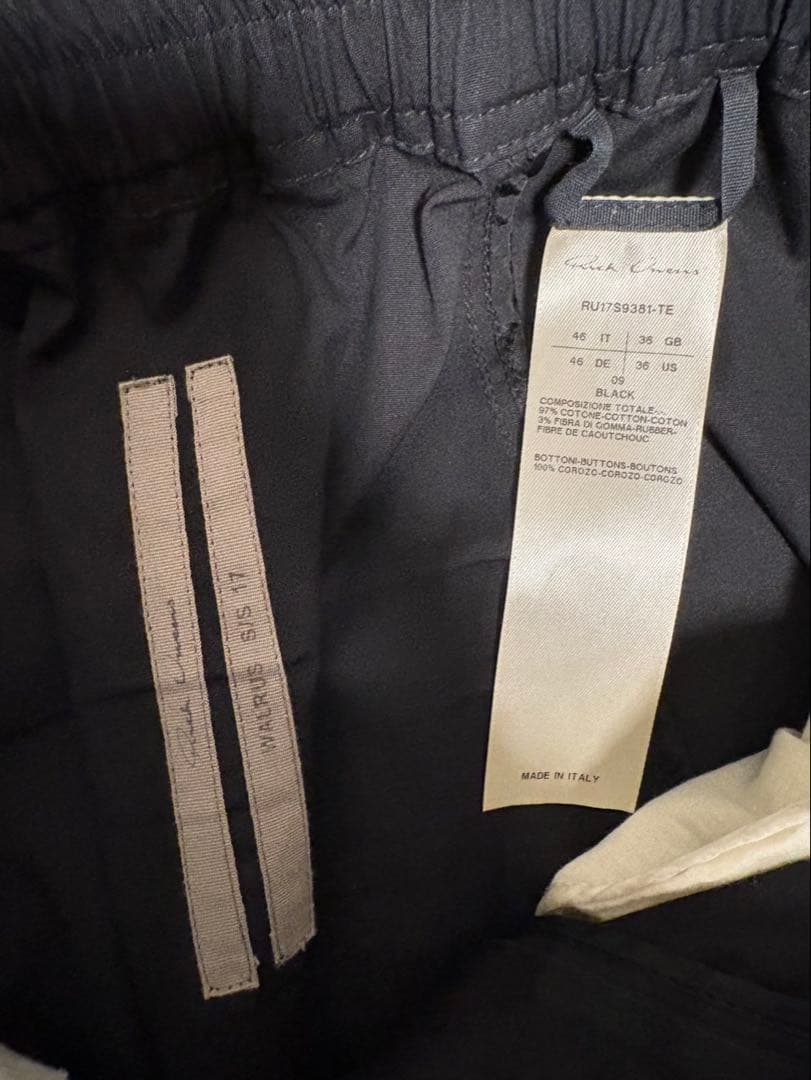 Rick Owens
WALRUS S/S 17
Rick Owens
RU17S9381-TE
46 IT 36 GB
46 DE 36 US
09
BLACK
COMPOSIZIONE TOTALE-.-
97% COTONE-COTTON-COTON
3% FIBRA DI GOMMA-RUBBER-
FIBRE DE CAOUTCHOUC
BOTTONI-BUTTONS-BOUTONS
100% COROZO-COROZO-COROZO
MADE IN ITALY